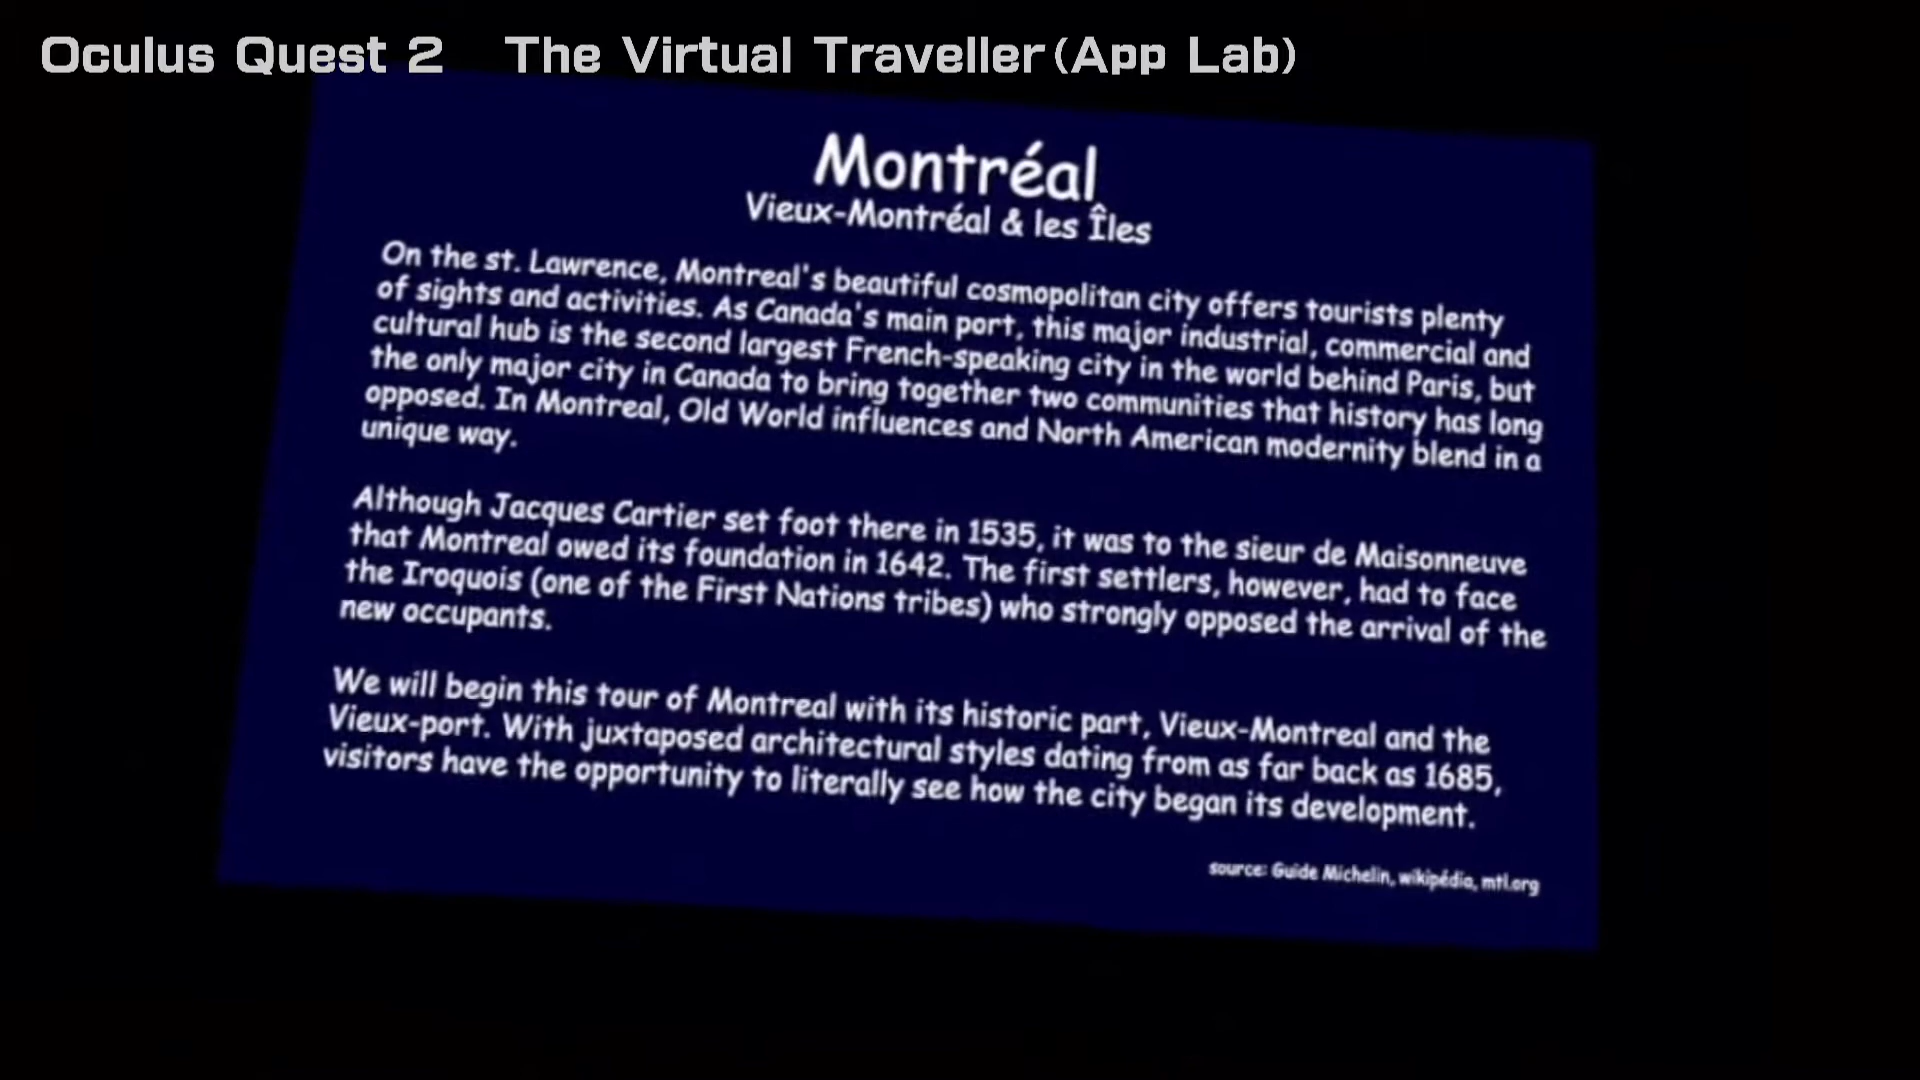 Oculus Quest 2 The Virtual Traveller (App Lab)
Montréal
Vieux-Montréal & les Îles
On the st. Lawrence, Montreal's beautiful cosmopolitan city offers tourists plenty
of sights and activities. As Canada's main port, this major industrial, commercial and
cultural hub is the second largest French-speaking city in the world behind Paris, but
the only major city in Canada to bring together two communities that history has long
opposed. In Montreal, Old World influences and North American modernity blend in a
unique way.
Although Jacques Cartier set foot there in 1535, it was to the sieur de Maisonneuve
that Montreal owed its foundation in 1642. The first settlers, however, had to face
the Iroquois (one of the First Nations tribes) who strongly opposed the arrival of the
new occupants.
We will begin this tour of Montreal with its historic part, Vieux-Montreal and the
Vieux-port. With juxtaposed architectural styles dating from as far back as 1685,
visitors have the opportunity to literally see how the city began its development.
source: Guide Michelin, wikipédia, mtl.org